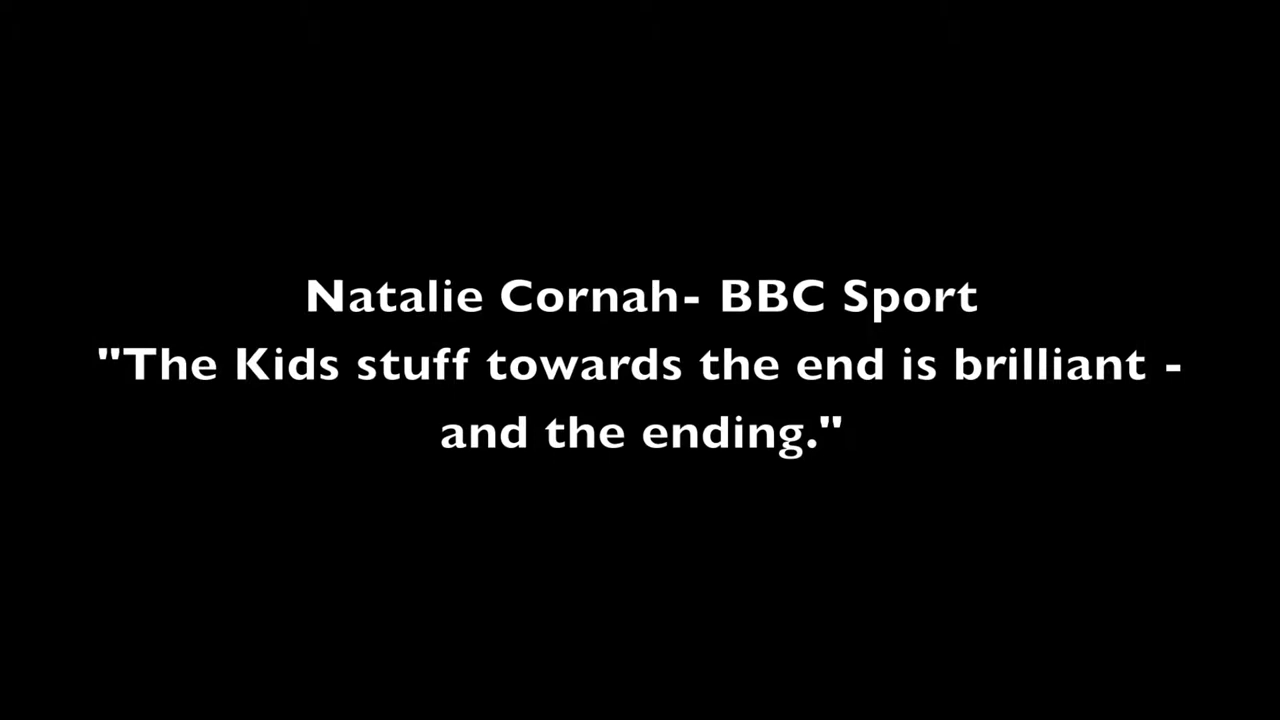 Natalie Cornah- BBC Sport
"The Kids stuff towards the end is brilliant -
and the ending."